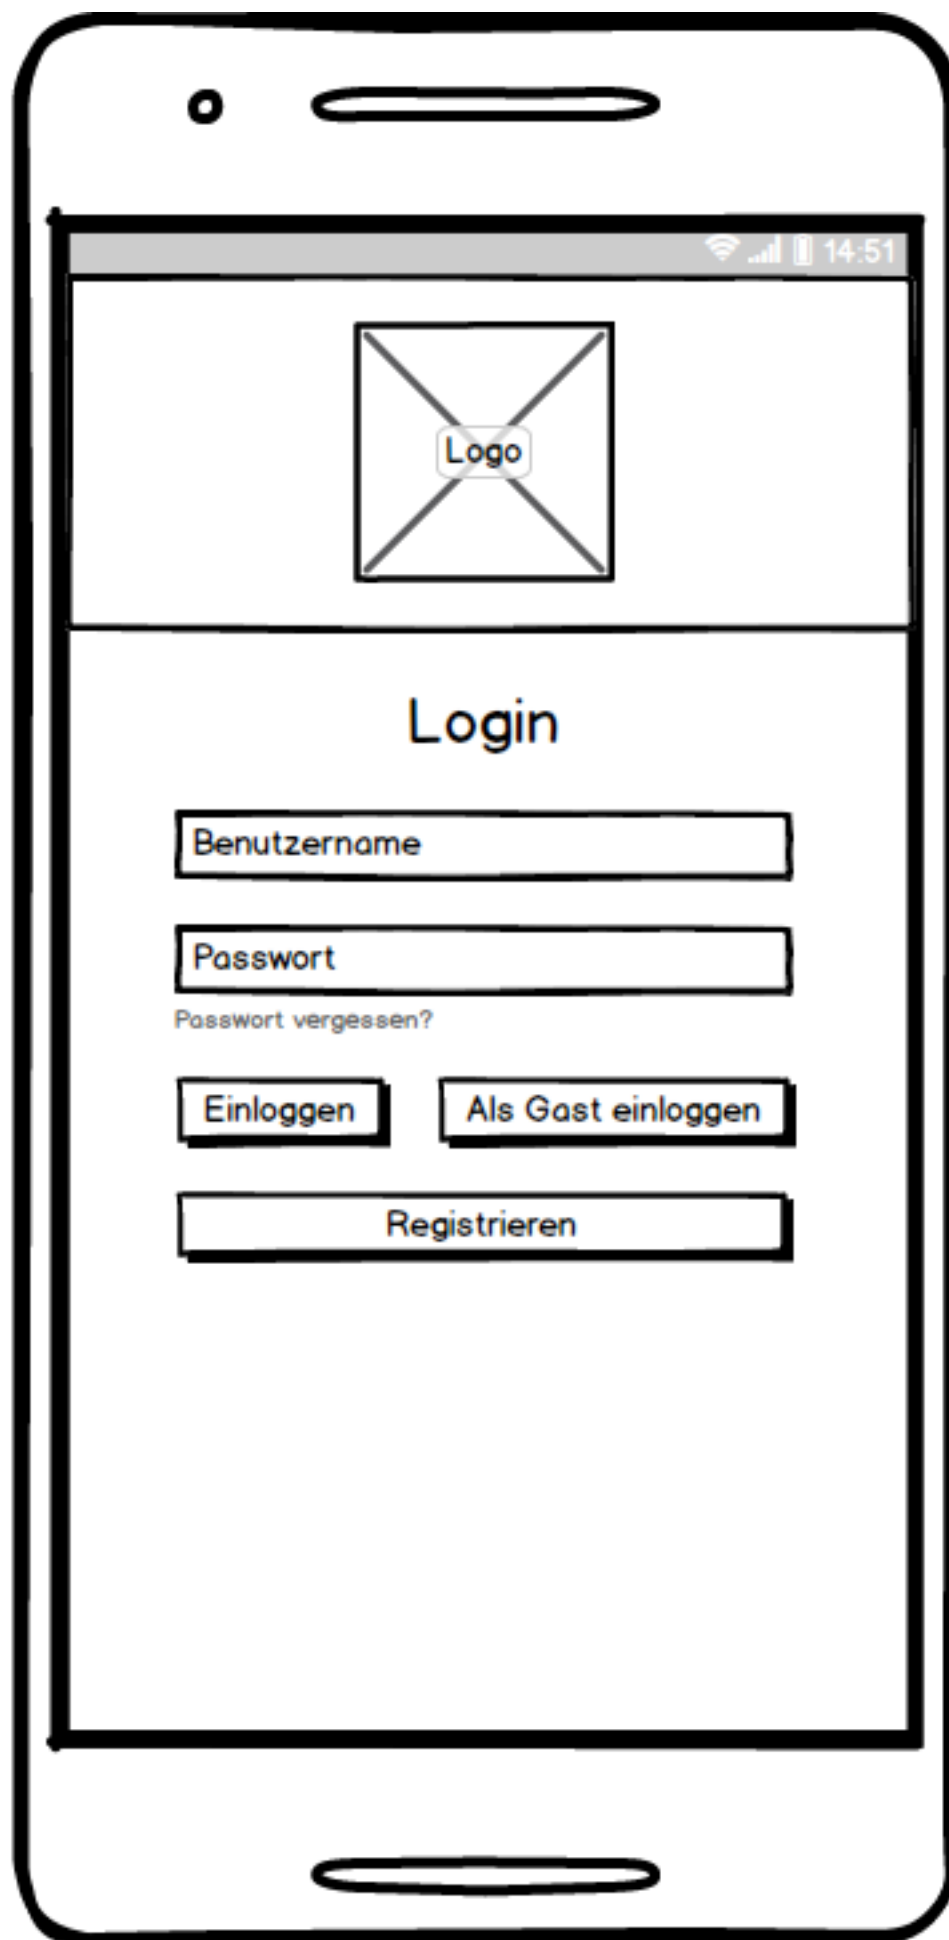 14:51
Logo
Login
Benutzername
Passwort
Passwort vergessen?
Einloggen
Als Gast einloggen
Registrieren